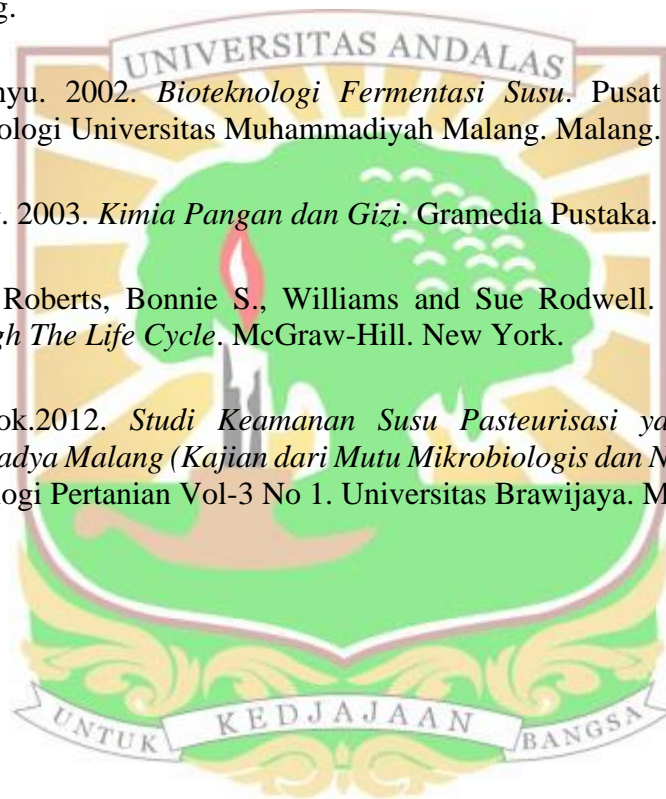 g.
UNIVERSITAS ANDALAS
nyu. 2002. Bioteknologi Fermentasi Susu. Pusat
ologi Universitas Muhammadiyah Malang. Malang.
. 2003. Kimia Pangan dan Gizi. Gramedia Pustaka.
Roberts, Bonnie S., Williams and Sue Rodwell.
gh The Life Cycle. McGraw-Hill. New York.
ok.2012. Studi Keamanan Susu Pasteurisasi ya
adya Malang (Kajian dari Mutu Mikrobiologis dan N
logi Pertanian Vol-3 No 1. Universitas Brawijaya. M
UNTUK KEDJAJAAN BANGSA